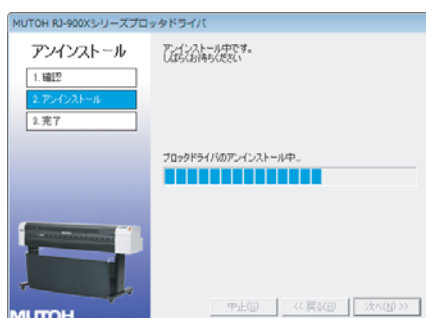 MUTOH RJ-900Xシリーズプロッタドライバ
アンインストール
1. 確認
2. アンインストール
3. 完了
アンインストール中です。
しばらくお待ちください
プロッタドライバのアンインストール中...
中止(S)
<< 戻る(B)
次へ(N) >>
MUTOH